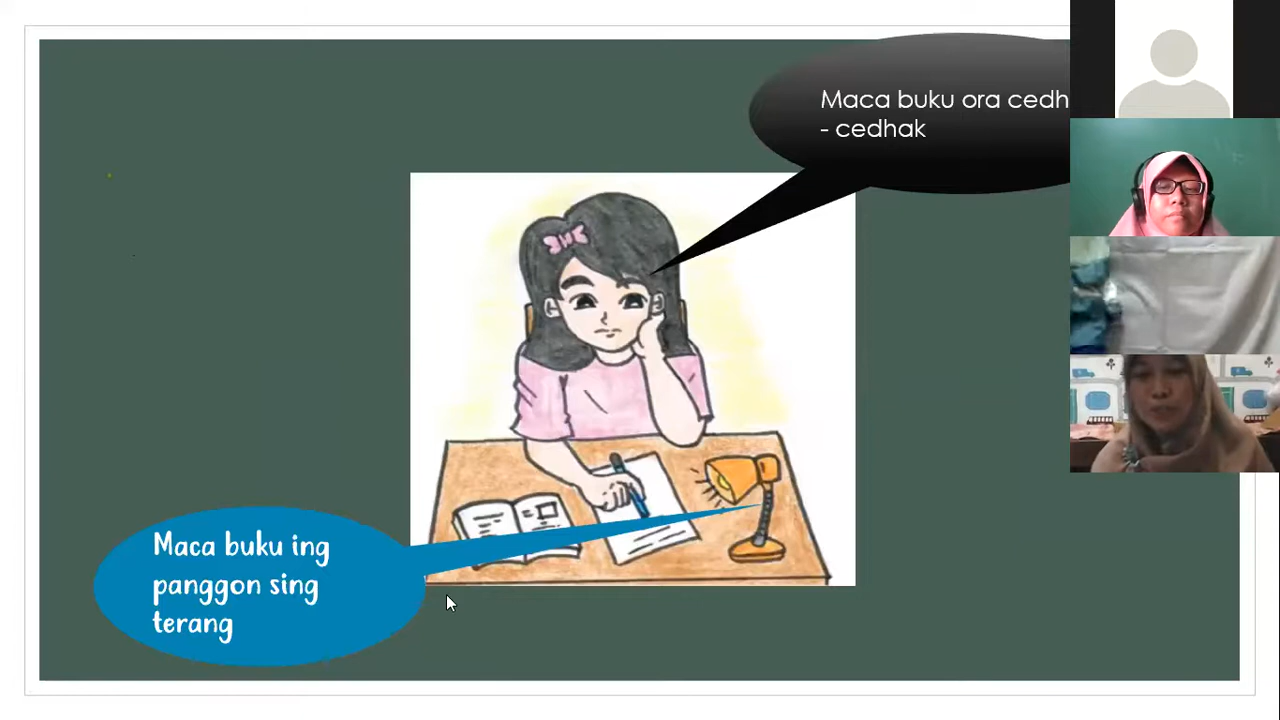 Maca buku ora cedh
- cedhak
Maca buku ing
panggon sing
terang